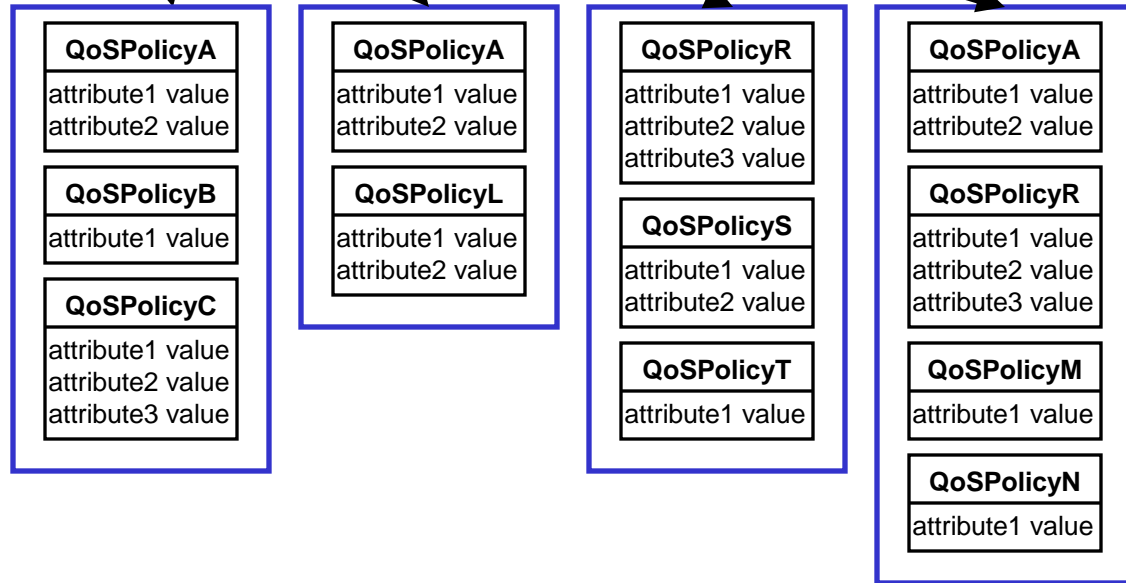 QoSPolicyA
attribute1 value
attribute2 value
QoSPolicyB
attribute1 value
QoSPolicyC
attribute1 value
attribute2 value
attribute3 value
QoSPolicyA
attribute1 value
attribute2 value
QoSPolicyL
attribute1 value
attribute2 value
QoSPolicyR
attribute1 value
attribute2 value
attribute3 value
QoSPolicyS
attribute1 value
attribute2 value
QoSPolicyT
attribute1 value
QoSPolicyA
attribute1 value
attribute2 value
QoSPolicyR
attribute1 value
attribute2 value
attribute3 value
QoSPolicyM
attribute1 value
QoSPolicyN
attribute1 value